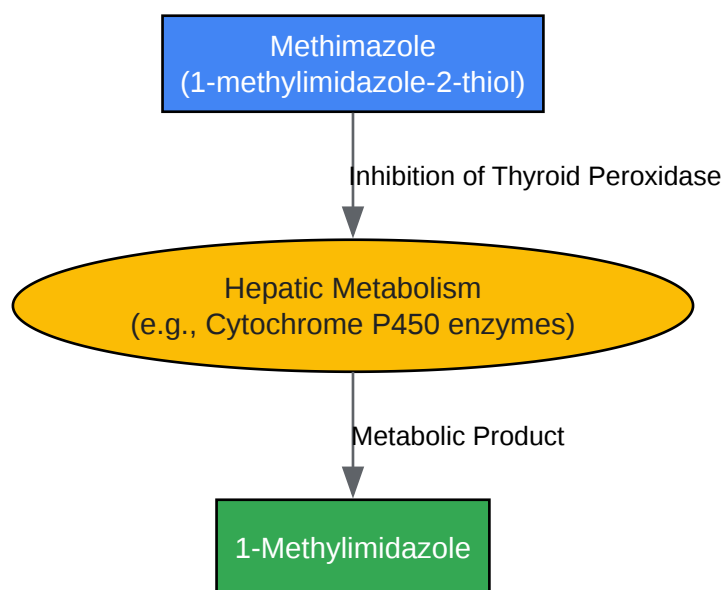 Methimazole
(1-methylimidazole-2-thiol)
Inhibition of Thyroid Peroxidase
Hepatic Metabolism
(e.g., Cytochrome P450 enzymes)
Metabolic Product
1-Methylimidazole